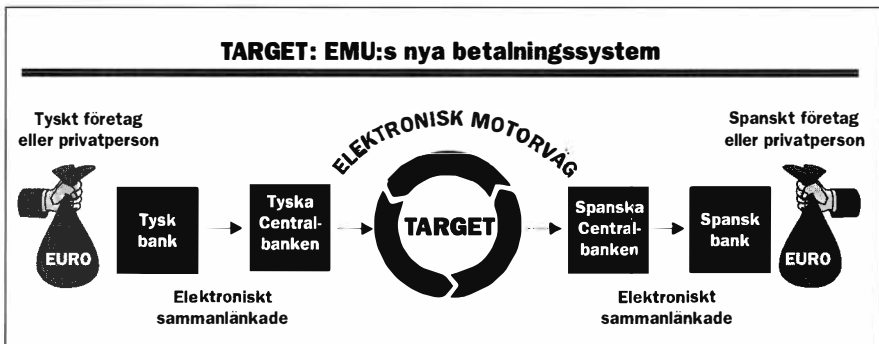 TARGET: EMU:s nya betalningssystem
Tyskt företag
eller privatperson
EURO
Tysk
bank
Tyska
Central-
banken
Elektroniskt
sammanlänkade
ELEKTRONISK MOTORVÄG
TARGET
Spanska
Central-
banken
Spansk
bank
Elektroniskt
sammanlänkade
Spanskt företag
eller privatperson
EURO